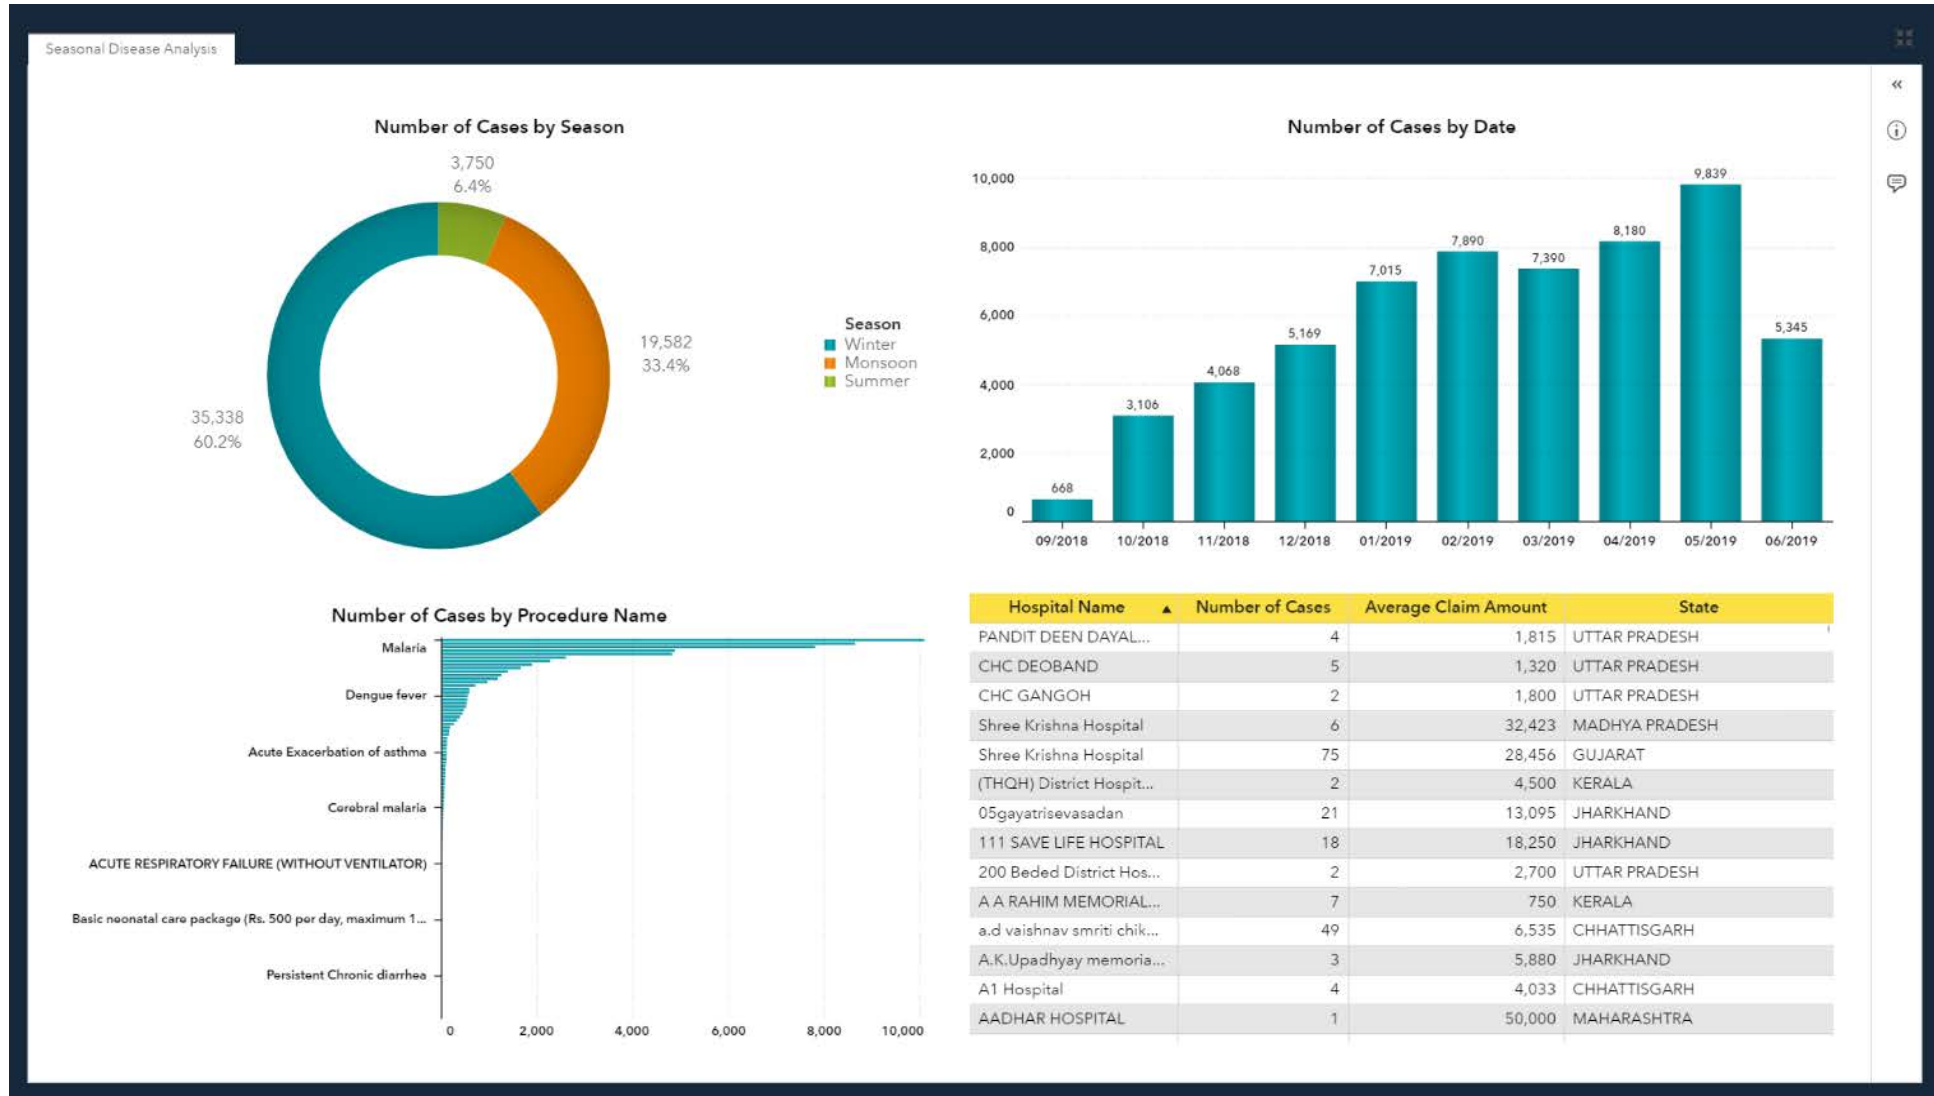 Seasonal Disease Analysis
Number of Cases by Season
3,750
6.4%
19,582
33.4%
35,338
60.2%
Season
Winter
Monsoon
Summer
Number of Cases by Date
10,000
8,000
6,000
4,000
2,000
0
668
3,106
4,068
5,169
7,015
7,890
7,390
8,180
9,839
5,345
09/2018 10/2018 11/2018 12/2018 01/2019 02/2019 03/2019 04/2019 05/2019 06/2019
Number of Cases by Procedure Name
Malaria
Dengue fever
Acute Exacerbation of asthma
Cerebral malaria
ACUTE RESPIRATORY FAILURE (WITHOUT VENTILATOR)
Basic neonatal care package (Rs. 500 per day, maximum 1...
Persistent Chronic diarrhea
0 2,000 4,000 6,000 8,000 10,000
Hospital Name ▲ Number of Cases Average Claim Amount State
PANDIT DEEN DAYAL... 4 1,815 UTTAR PRADESH
CHC DEOBAND 5 1,320 UTTAR PRADESH
CHC GANGOH 2 1,800 UTTAR PRADESH
Shree Krishna Hospital 6 32,423 MADHYA PRADESH
Shree Krishna Hospital 75 28,456 GUJARAT
(THQH) District Hospit... 2 4,500 KERALA
05gayatrisevasadan 21 13,095 JHARKHAND
111 SAVE LIFE HOSPITAL 18 18,250 JHARKHAND
200 Beded District Hos... 2 2,700 UTTAR PRADESH
A A RAHIM MEMORIAL... 7 750 KERALA
a.d vaishnav smriti chik... 49 6,535 CHHATTISGARH
A.K.Upadhyay memoria... 3 5,880 JHARKHAND
A1 Hospital 4 4,033 CHHATTISGARH
AADHAR HOSPITAL 1 50,000 MAHARASHTRA